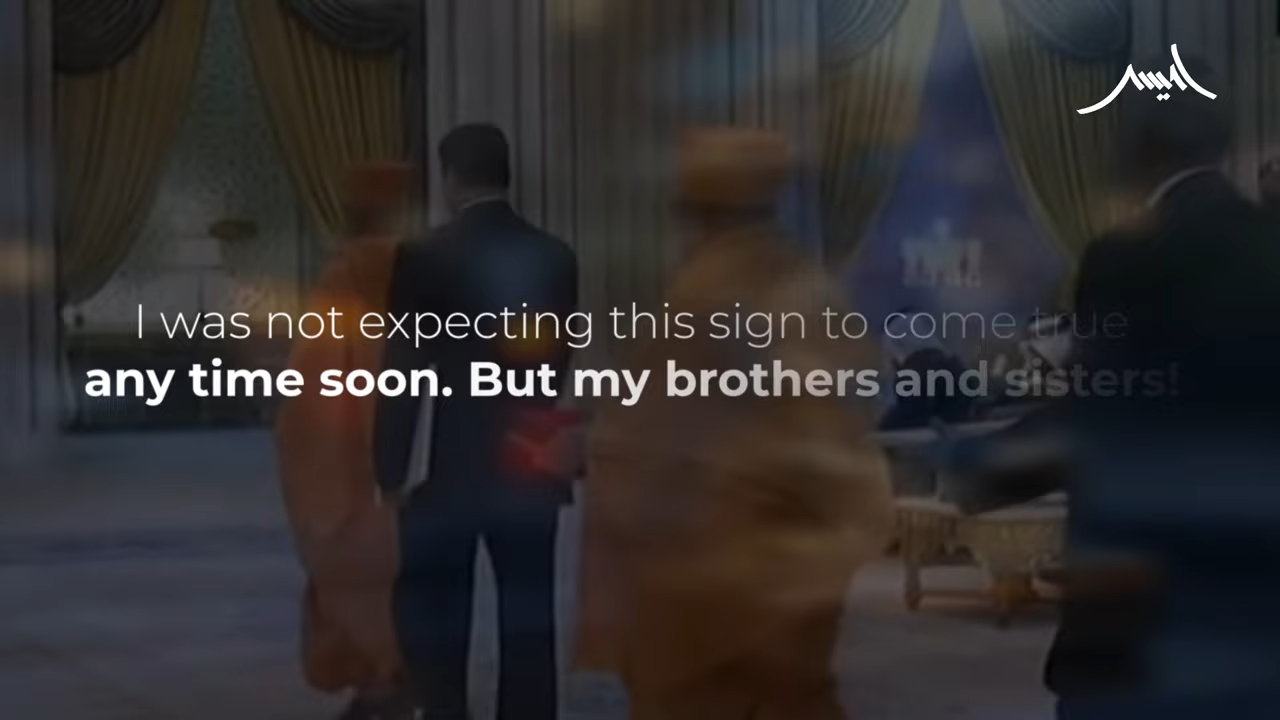 I was not expecting this sign to come true
any time soon. But my brothers and sisters!